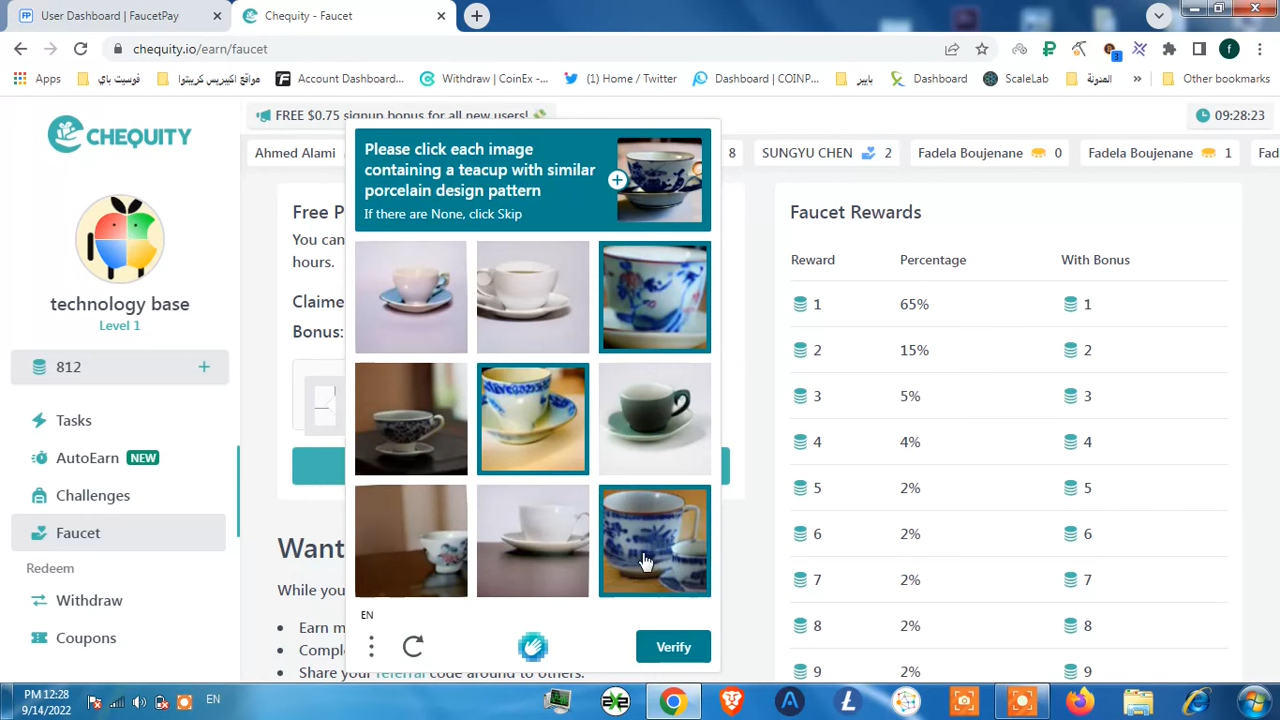 User Dashboard | FaucetPay
Chequity - Faucet
chequity.io/earn/faucet
Apps
فوسيت باي
مواقع اكبيريس كريبتوا
Account Dashboard...
Withdraw | CoinEx -...
(1) Home / Twitter
Dashboard | COINP...
بايير
Dashboard
ScaleLab
المدونة
»
Other bookmarks
CHEQUITY
FREE $0.75 signup bonus for all new users!
09:28:23
Ahmed Alami
8
SUNGYU CHEN 2
Fadela Boujenane 0
Fadela Boujenane 1
technology base
Level 1
812 +
Tasks
AutoEarn NEW
Challenges
Faucet
Redeem
Withdraw
Coupons
Free P
You can
hours.
Claime
Bonus:
Please click each image
containing a teacup with similar
porcelain design pattern
If there are None, click Skip
EN
Verify
Want
While you
Earn m
Comple
Share your referral code around to others.
Faucet Rewards
Reward Percentage With Bonus
1 65% 1
2 15% 2
3 5% 3
4 4% 4
5 2% 5
6 2% 6
7 2% 7
8 2% 8
9 2% 9
PM 12:28
9/14/2022
EN